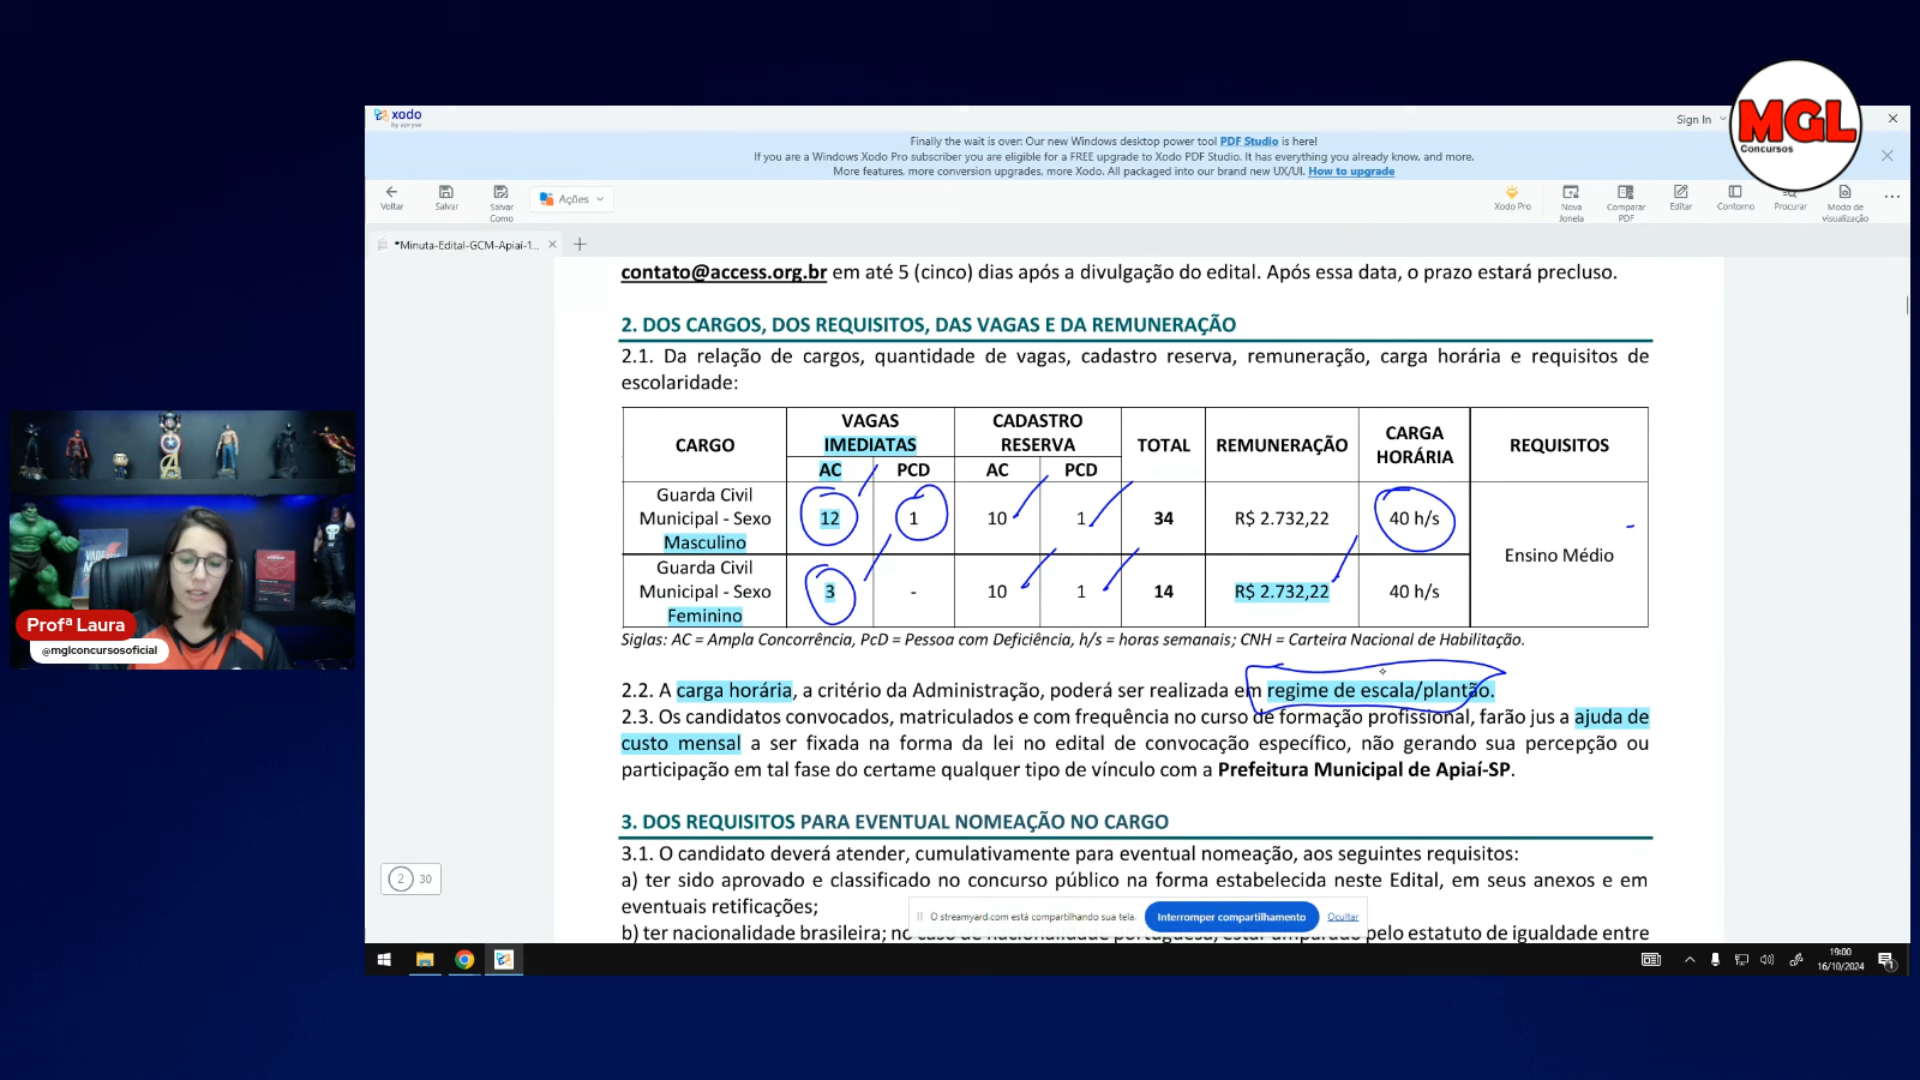 MGL
Concursos
xodo
by apryse
Sign In
Finally the wait is over: Our new Windows desktop power tool PDF Studio is here!
If you are a Windows Xodo Pro subscriber you are eligible for a FREE upgrade to Xodo PDF Studio. It has everything you already know, and more.
More features, more conversion upgrades, more Xodo. All packaged into our brand new UX/UI. How to upgrade
Voltar
Salvar
Salvar Como
Ações
Xodo Pro
Nova Janela
Comparar PDF
Editar
Contorno
Procurar
Modo de visualização
*Minuta-Edital-GCM-Apiaí-1...
contato@access.org.br em até 5 (cinco) dias após a divulgação do edital. Após essa data, o prazo estará precluso.
2. DOS CARGOS, DOS REQUISITOS, DAS VAGAS E DA REMUNERAÇÃO
2.1. Da relação de cargos, quantidade de vagas, cadastro reserva, remuneração, carga horária e requisitos de
escolaridade:
CARGO
VAGAS IMEDIATAS
CADASTRO RESERVA
TOTAL
REMUNERAÇÃO
CARGA HORÁRIA
REQUISITOS
AC PCD AC PCD
Guarda Civil
Municipal - Sexo
Masculino
12 1 10 1 34 R$ 2.732,22 40 h/s
Ensino Médio
Guarda Civil
Municipal - Sexo
Feminino
3 - 10 1 14 R$ 2.732,22 40 h/s
Siglas: AC = Ampla Concorrência, PcD = Pessoa com Deficiência, h/s = horas semanais; CNH = Carteira Nacional de Habilitação.
2.2. A carga horária, a critério da Administração, poderá ser realizada em regime de escala/plantão.
2.3. Os candidatos convocados, matriculados e com frequência no curso de formação profissional, farão jus a ajuda de
custo mensal a ser fixada na forma da lei no edital de convocação específico, não gerando sua percepção ou
participação em tal fase do certame qualquer tipo de vínculo com a Prefeitura Municipal de Apiaí-SP.
3. DOS REQUISITOS PARA EVENTUAL NOMEAÇÃO NO CARGO
3.1. O candidato deverá atender, cumulativamente para eventual nomeação, aos seguintes requisitos:
a) ter sido aprovado e classificado no concurso público na forma estabelecida neste Edital, em seus anexos e em
eventuais retificações;
b) ter nacionalidade brasileira; no caso de nacionalidade portuguesa, estar amparado pelo estatuto de igualdade entre
2 30
O streamyard.com está compartilhando sua tela.
Interromper compartilhamento
Ocultar
Profª Laura
@mglconcursosoficial
19:00
16/10/2024
1